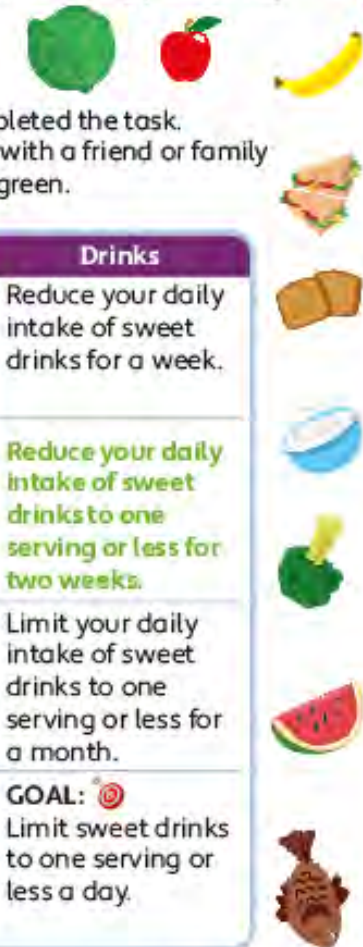 pleted the task.
with a friend or family
green.
Drinks
Reduce your daily
intake of sweet
drinks for a week.
Reduce your daily
intake of sweet
drinks to one
serving or less for
two weeks.
Limit your daily
intake of sweet
drinks to one
serving or less for
a month.
GOAL:
Limit sweet drinks
to one serving or
less a day.